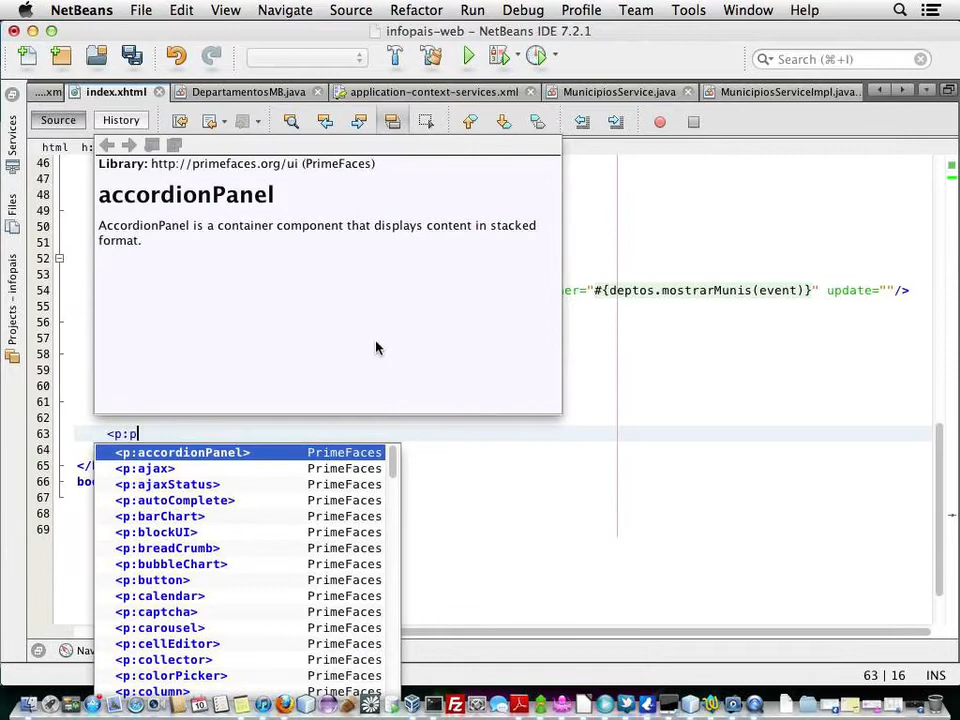 NetBeans File Edit View Navigate Source Refactor Run Debug Profile Team Tools Window Help
infopais-web - NetBeans IDE 7.2.1
Search (⌘+I)
....xm index.xhtml DepartamentosMB.java application-context-services.xml MunicipiosService.java MunicipiosServiceImpl.java...
Source History
Services
Files
Projects - infopais
html h:
Library: http://primefaces.org/ui (PrimeFaces)
accordionPanel
AccordionPanel is a container component that displays content in stacked
format.
46
47
48
49
50
51
52
53
54 er="#{deptos.mostrarMunis(event)}" update=""/>
55
56
57
58
59
60
61
62
63 <p:p
64
65 </
66 bod
67
68
69
<p:accordionPanel> PrimeFaces
<p:ajax> PrimeFaces
<p:ajaxStatus> PrimeFaces
<p:autoComplete> PrimeFaces
<p:barChart> PrimeFaces
<p:blockUI> PrimeFaces
<p:breadCrumb> PrimeFaces
<p:bubbleChart> PrimeFaces
<p:button> PrimeFaces
<p:calendar> PrimeFaces
<p:captcha> PrimeFaces
<p:carousel> PrimeFaces
<p:cellEditor> PrimeFaces
<p:collector> PrimeFaces
<p:colorPicker> PrimeFaces
<p:column> PrimeFaces
Nav
63 | 16 INS